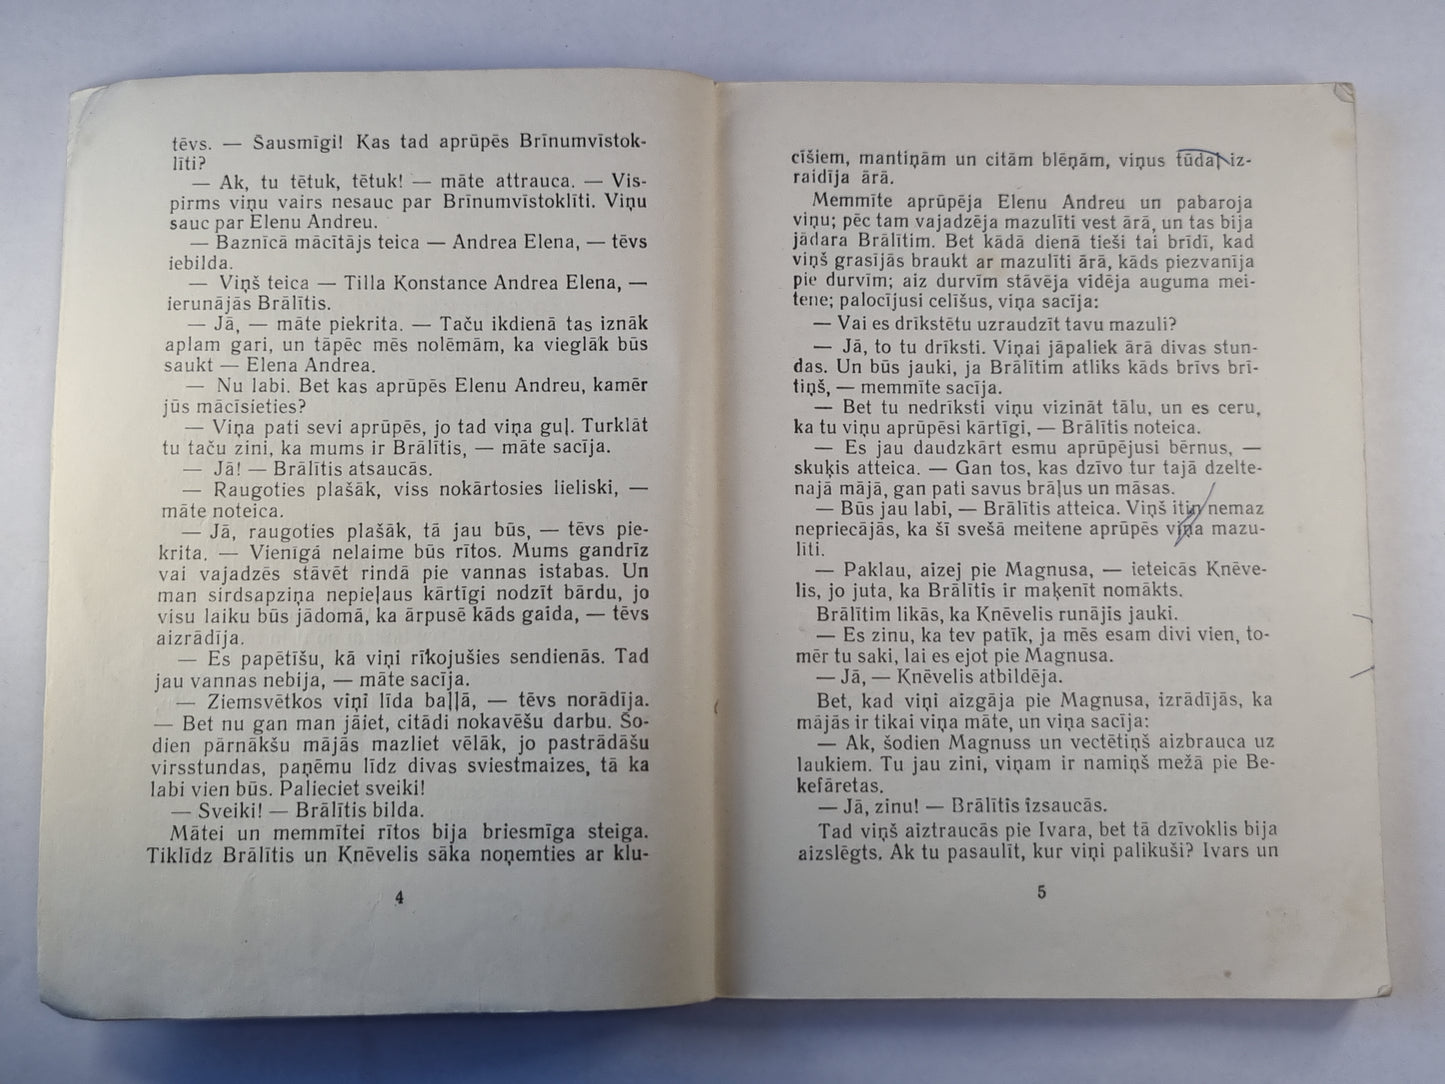 tēvs. — Šausmīgi! Kas tad aprūpēs Brīnumvīstok-
līti?
— Ak, tu tētuk, tētuk! — māte attrauca. — Vis-
pirms viņu vairs nesauc par Brīnumvīstoklīti. Viņu
sauc par Elenu Andreu.
— Baznīcā mācītājs teica — Andrea Elena, — tēvs
iebilda.
— Viņš teica — Tilla Konstance Andrea Elena, —
ierunājās Brālītis.
— Jā, — māte piekrita. — Taču ikdienā tas iznāk
aplam gari, un tāpēc mēs nolēmām, ka vieglāk būs
saukt — Elena Andrea.
— Nu labi. Bet kas aprūpēs Elenu Andreu, kamēr
jūs mācīsieties?
— Viņa pati sevi aprūpēs, jo tad viņa guļ. Turklāt
tu taču zini, ka mums ir Brālītis, — māte sacīja.
— Jā! — Brālītis atsaucās.
— Raugoties plašāk, viss nokārtosies lieliski, —
māte noteica.
— Jā, raugoties plašāk, tā jau būs, — tēvs pie-
krita. — Vienīgā nelaime būs rītos. Mums gandrīz
vai vajadzēs stāvēt rindā pie vannas istabas. Un
man sirdsapziņa nepieļaus kārtīgi nodzīt bārdu, jo
visu laiku būs jādomā, ka ārpusē kāds gaida, — tēvs
aizrādīja.
— Es papētīšu, kā viņi rīkojušies sendienās. Tad
jau vannas nebija, — māte sacīja.
— Ziemsvētkos viņi līda baļļā, — tēvs norādīja.
— Bet nu gan man jāiet, citādi nokavēšu darbu. Šo-
dien pārnākšu mājās mazliet vēlāk, jo pastrādāšu
virsstundas, paņēmu līdz divas sviestmaizes, tā ka
labi vien būs. Palieciet sveiki!
— Sveiki! — Brālītis bilda.
Mātei un memmītei rītos bija briesmīga steiga.
Tiklīdz Brālītis un Knēvelis sāka noņemties ar klu-
4
cīšiem, mantiņām un citām blēņām, viņus tūdaļ iz-
raidīja ārā.
Memmīte aprūpēja Elenu Andreu un pabaroja
viņu; pēc tam vajadzēja mazulīti vest ārā, un tas bija
jādara Brālītim. Bet kādā dienā tieši tai brīdī, kad
viņš grasījās braukt ar mazulīti ārā, kāds piezvanīja
pie durvīm; aiz durvīm stāvēja vidēja auguma mei-
tene; palocījusi celīšus, viņa sacīja:
— Vai es drīkstētu uzraudzīt tavu mazuli?
— Jā, to tu drīksti. Viņai jāpaliek ārā divas stun-
das. Un būs jauki, ja Brālītim atliks kāds brīvs brī-
tiņš, — memmīte sacīja.
— Bet tu nedrīksti viņu vizināt tālu, un es ceru,
ka tu viņu aprūpēsi kārtīgi, — Brālītis noteica.
— Es jau daudzkārt esmu aprūpējusi bērnus, —
skuķis atteica. — Gan tos, kas dzīvo tur tajā dzelte-
najā mājā, gan pati savus brāļus un māsas.
— Būs jau labi, — Brālītis atteica. Viņš itin nemaz
nepriecājās, ka šī svešā meitene aprūpēs viņa mazu-
līti.
— Paklau, aizej pie Magnusa, — ieteicās Knēve-
lis, jo juta, ka Brālītis ir maķenīt nomākts.
Brālītim likās, ka Knēvelis runājis jauki.
— Es zinu, ka tev patīk, ja mēs esam divi vien, to-
mēr tu saki, lai es ejot pie Magnusa.
— Jā, — Knēvelis atbildēja.
Bet, kad viņi aizgāja pie Magnusa, izrādījās, ka
mājās ir tikai viņa māte, un viņa sacīja:
— Ak, šodien Magnuss un vectētiņš aizbrauca uz
laukiem. Tu jau zini, viņam ir namiņš mežā pie Be-
kefāretas.
— Jā, zinu! — Brālītis izsaucās.
Tad viņš aiztraucās pie Ivara, bet tā dzīvoklis bija
aizslēgts. Ak tu pasaulīt, kur viņi palikuši? Ivars un
5